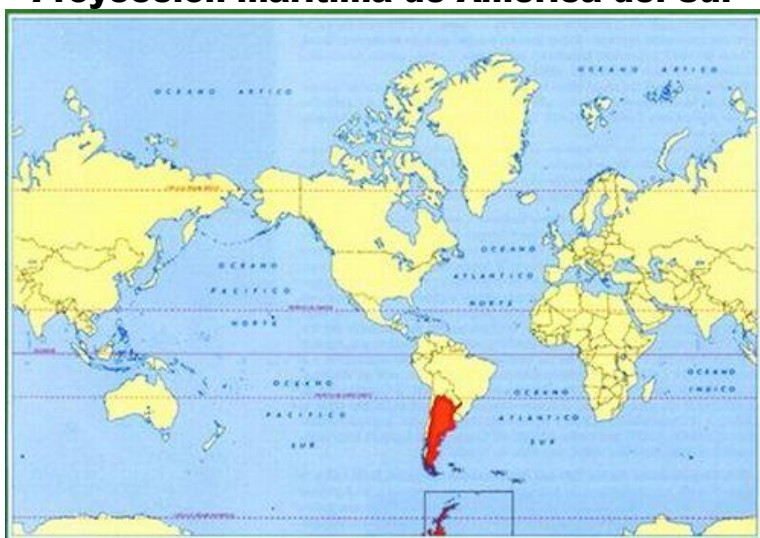 Proyección marítima de América del Sur
OCEANO ARTICO
OCEANO ARTICO
OCEANO
ATLANTICO
NORTE
OCEANO
PACIFICO
NORTE
OCEANO
INDICO
OCEANO
PACIFICO
SUR
OCEANO
ATLANTICO
SUR